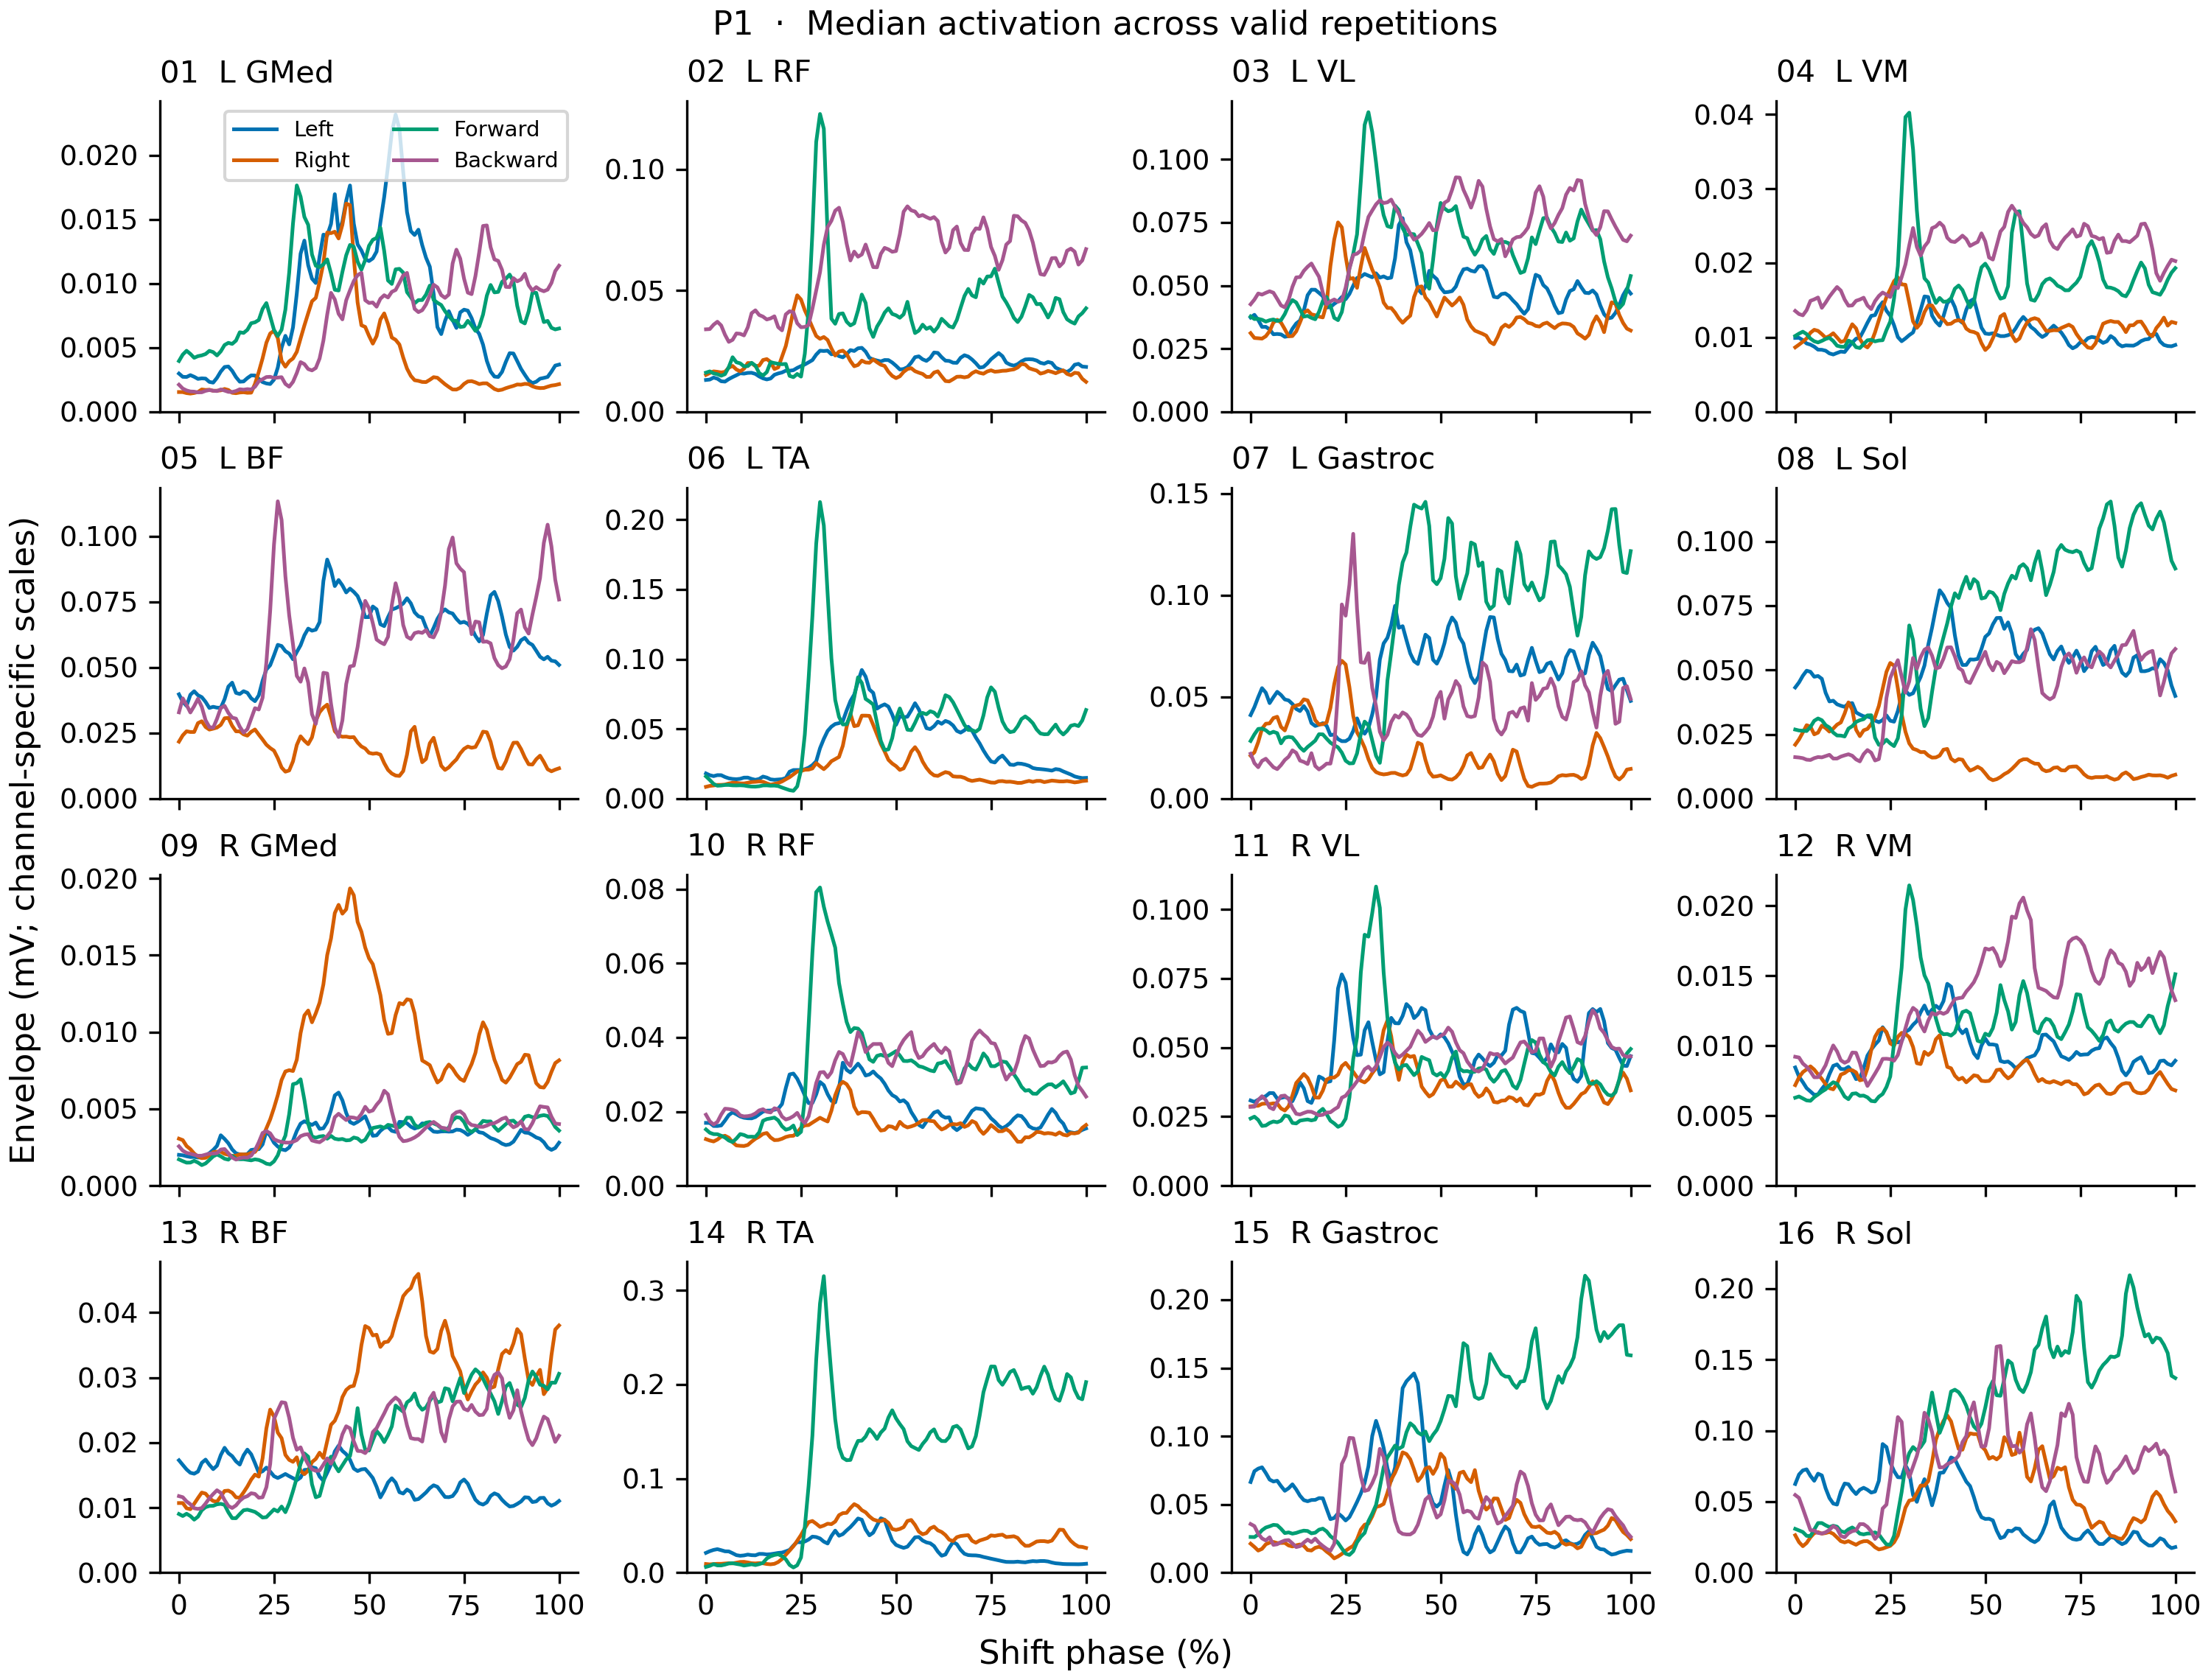 P1 · Median activation across valid repetitions
01 L GMed
02 L RF
03 L VL
04 L VM
Left
Right
Forward
Backward
0.020
0.015
0.010
0.005
0.000
0.10
0.05
0.00
0.100
0.075
0.050
0.025
0.000
0.04
0.03
0.02
0.01
0.00
05 L BF
06 L TA
07 L Gastroc
08 L Sol
0.100
0.075
0.050
0.025
0.000
0.20
0.15
0.10
0.05
0.00
0.15
0.10
0.05
0.00
0.100
0.075
0.050
0.025
0.000
Envelope (mV; channel-specific scales)
09 R GMed
10 R RF
11 R VL
12 R VM
0.020
0.015
0.010
0.005
0.000
0.08
0.06
0.04
0.02
0.00
0.100
0.075
0.050
0.025
0.000
0.020
0.015
0.010
0.005
0.000
13 R BF
14 R TA
15 R Gastroc
16 R Sol
0.04
0.03
0.02
0.01
0.00
0.3
0.2
0.1
0.0
0.20
0.15
0.10
0.05
0.00
0.20
0.15
0.10
0.05
0.00
0 25 50 75 100
0 25 50 75 100
0 25 50 75 100
0 25 50 75 100
Shift phase (%)